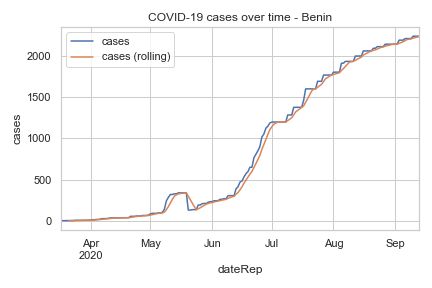 COVID-19 cases over time - Benin
cases
cases (rolling)
2000
1500
1000
500
0
cases
Apr
2020
May
Jun
Jul
Aug
Sep
dateRep